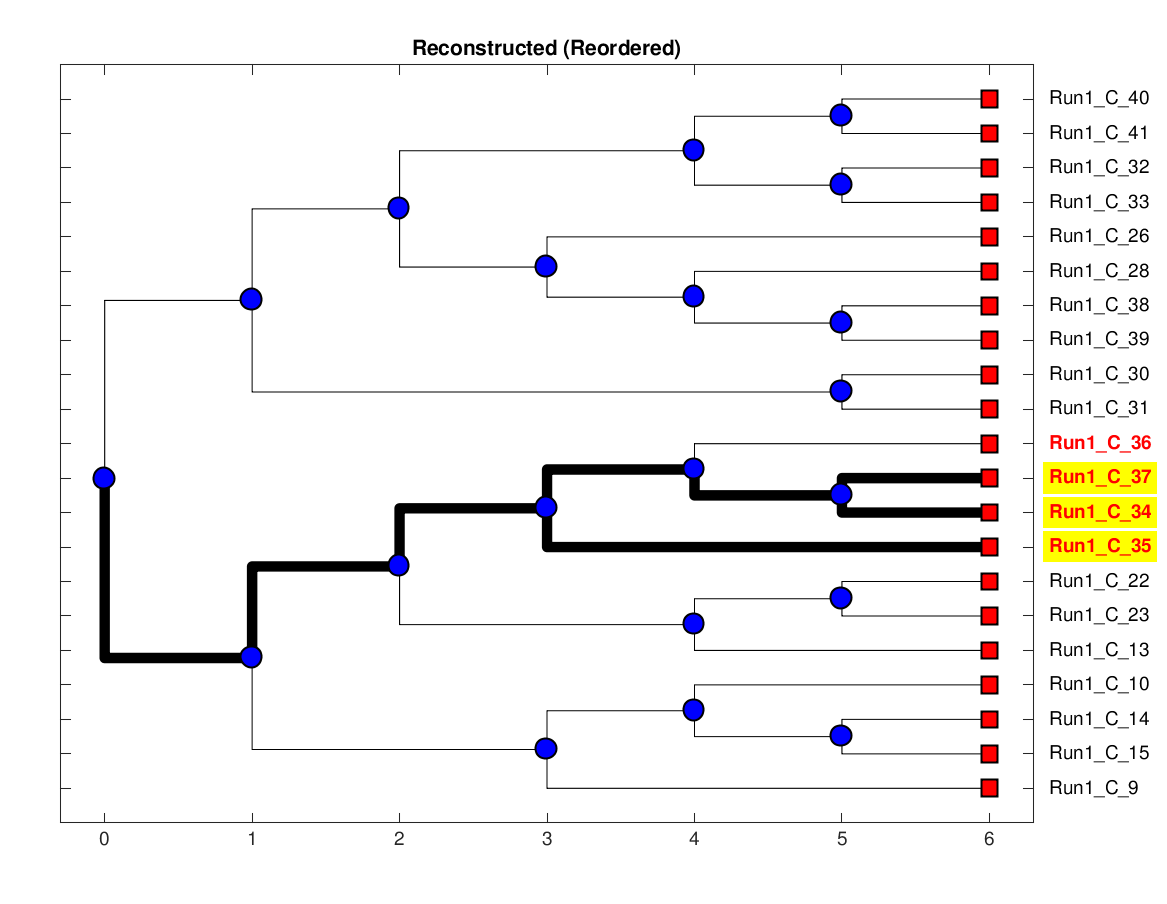 Reconstructed (Reordered)
Run1_C_40
Run1_C_41
Run1_C_32
Run1_C_33
Run1_C_26
Run1_C_28
Run1_C_38
Run1_C_39
Run1_C_30
Run1_C_31
Run1_C_36
Run1_C_37
Run1_C_34
Run1_C_35
Run1_C_22
Run1_C_23
Run1_C_13
Run1_C_10
Run1_C_14
Run1_C_15
Run1_C_9
0 1 2 3 4 5 6